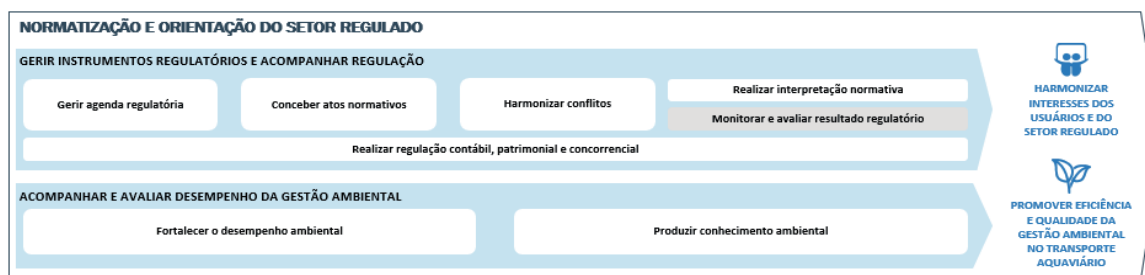 NORMATIZAÇÃO E ORIENTAÇÃO DO SETOR REGULADO
GERIR INSTRUMENTOS REGULATÓRIOS E ACOMPANHAR REGULAÇÃO
Gerir agenda regulatória
Conceber atos normativos
Harmonizar conflitos
Realizar interpretação normativa
Monitorar e avaliar resultado regulatório
Realizar regulação contábil, patrimonial e concorrencial
HARMONIZAR
INTERESSES DOS
USUÁRIOS E DO
SETOR REGULADO
ACOMPANHAR E AVALIAR DESEMPENHO DA GESTÃO AMBIENTAL
Fortalecer o desempenho ambiental
Produzir conhecimento ambiental
PROMOVER EFICIÊNCIA
E QUALIDADE DA
GESTÃO AMBIENTAL
NO TRANSPORTE
AQUAVIÁRIO